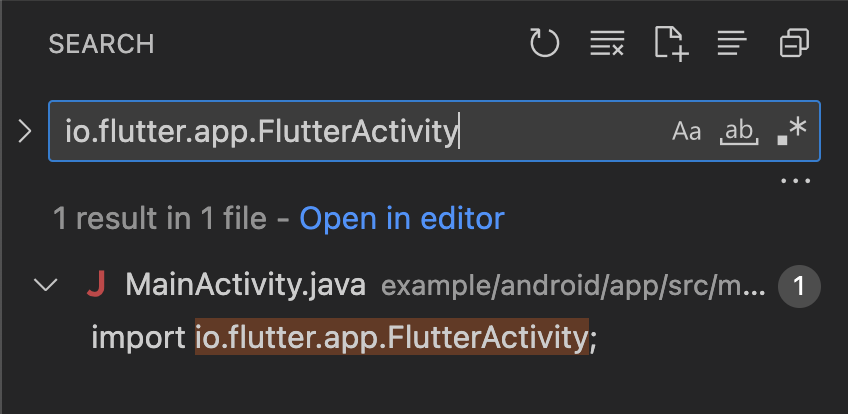 SEARCH
io.flutter.app.FlutterActivity Aa ab *
...
1 result in 1 file - Open in editor
J MainActivity.java example/android/app/src/m... 1
import io.flutter.app.FlutterActivity;